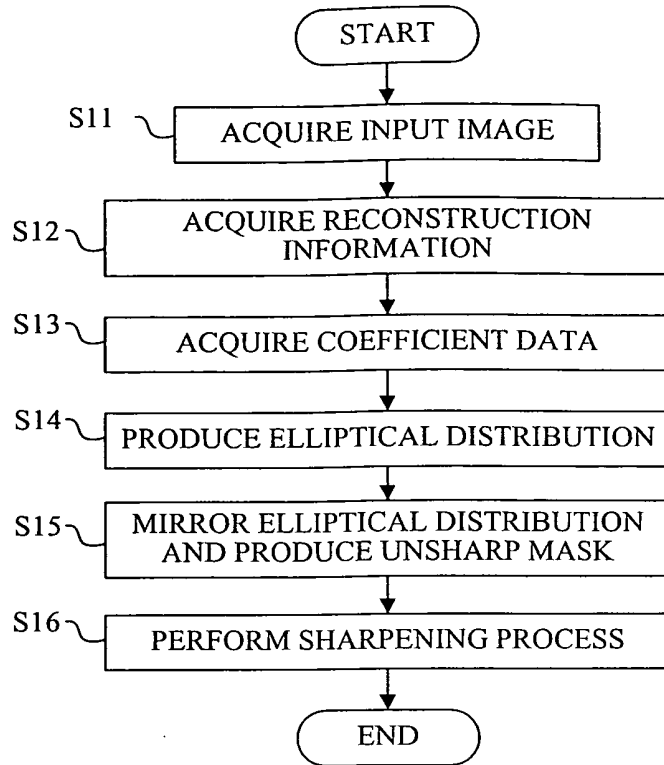 START
S11
ACQUIRE INPUT IMAGE
S12
ACQUIRE RECONSTRUCTION
INFORMATION
S13
ACQUIRE COEFFICIENT DATA
S14
PRODUCE ELLIPTICAL DISTRIBUTION
S15
MIRROR ELLIPTICAL DISTRIBUTION
AND PRODUCE UNSHARP MASK
S16
PERFORM SHARPENING PROCESS
END